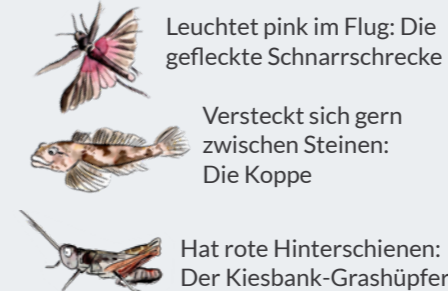 Leuchtet pink im Flug: Die
gefleckte Schnarrschrecke
Versteckt sich gern
zwischen Steinen:
Die Koppe
Hat rote Hinterschienen:
Der Kiesbank-Grashüpfer